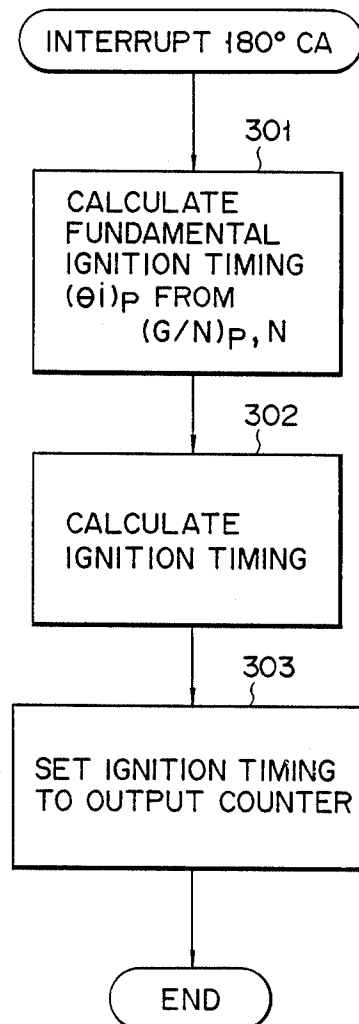 INTERRUPT 180° CA
301
CALCULATE
FUNDAMENTAL
IGNITION TIMING
(θi)P FROM
(G/N)P, N
302
CALCULATE
IGNITION TIMING
303
SET IGNITION TIMING
TO OUTPUT COUNTER
END